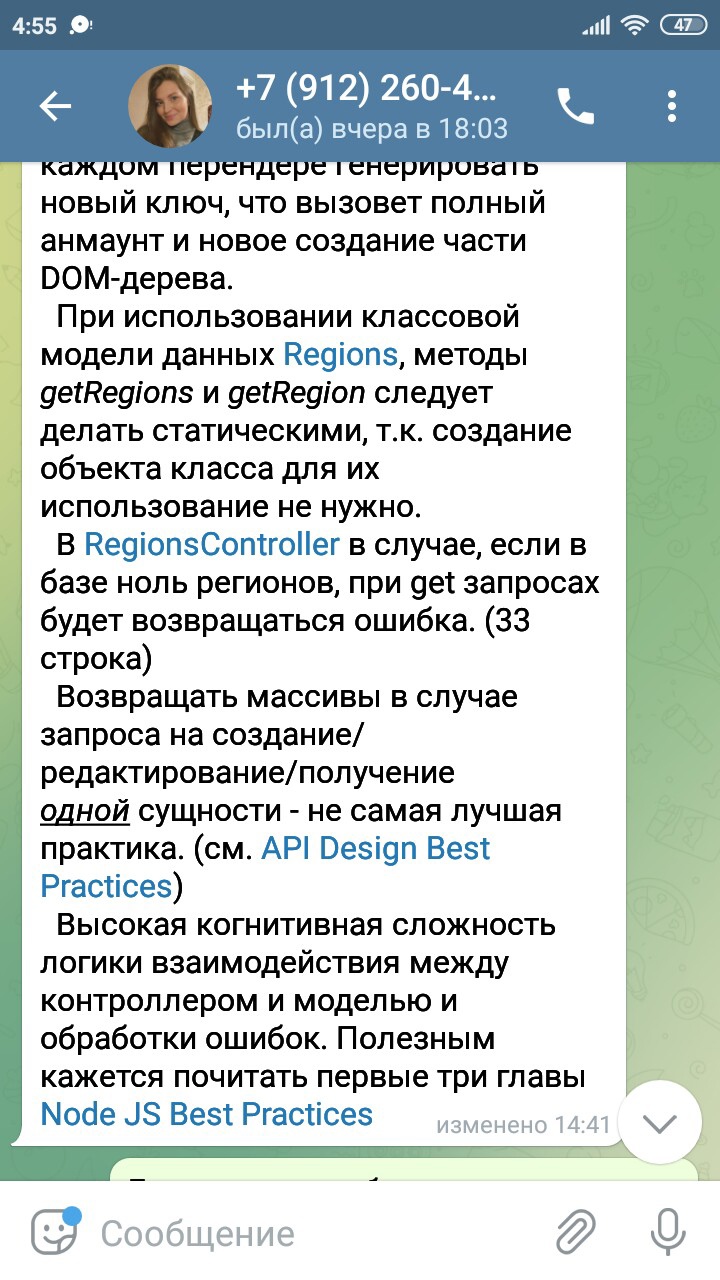 4:55
47
+7 (912) 260-4...
был(а) вчера в 18:03
каждом перендере генерировать
новый ключ, что вызовет полный
анмаунт и новое создание части
DOM-дерева.
При использовании классовой
модели данных Regions, методы
getRegions и getRegion следует
делать статическими, т.к. создание
объекта класса для их
использование не нужно.
В RegionsController в случае, если в
базе ноль регионов, при get запросах
будет возвращаться ошибка. (33
строка)
Возвращать массивы в случае
запроса на создание/
редактирование/получение
одной сущности - не самая лучшая
практика. (см. API Design Best
Practices)
Высокая когнитивная сложность
логики взаимодействия между
контроллером и моделью и
обработки ошибок. Полезным
кажется почитать первые три главы
Node JS Best Practices
изменено 14:41
Сообщение